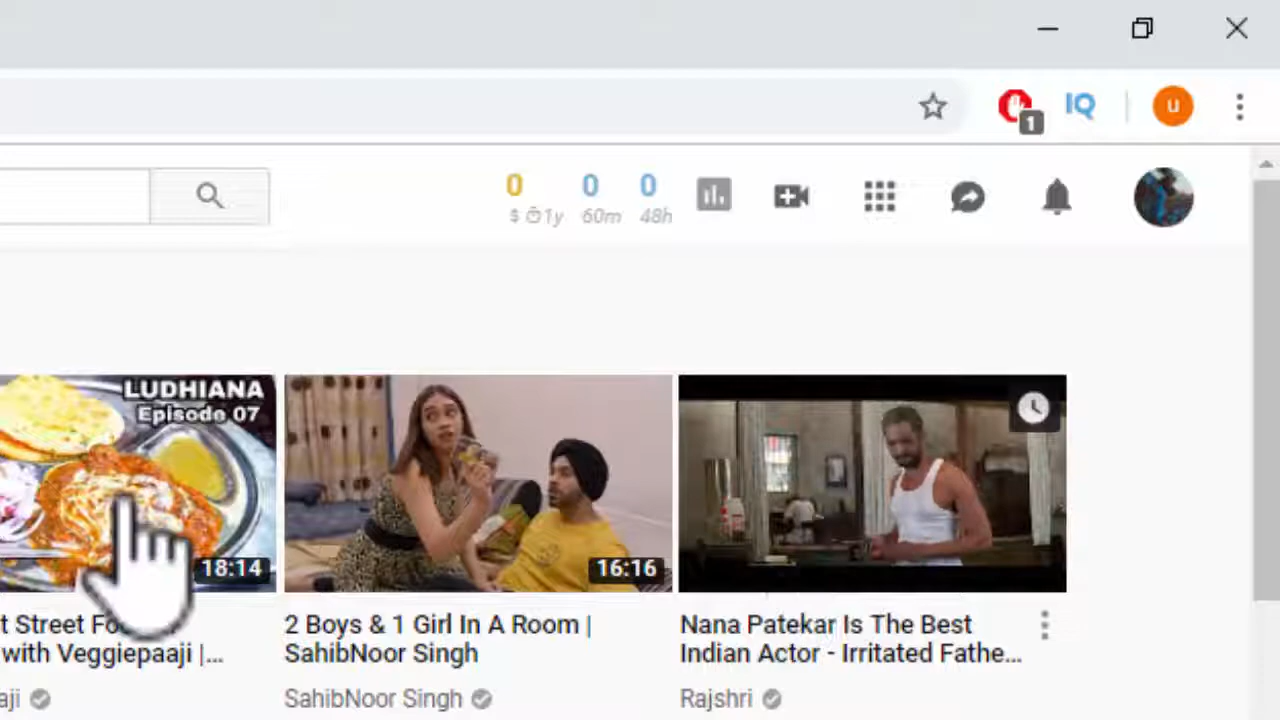 1
IQ
u
0 0 0
$ 1y 60m 48h
LUDHIANA
Episode 07
18:14
16:16
t Street Fo
with Veggiepaaji |...
aji
2 Boys & 1 Girl In A Room |
SahibNoor Singh
SahibNoor Singh
Nana Patekar Is The Best
Indian Actor - Irritated Fathe...
Rajshri